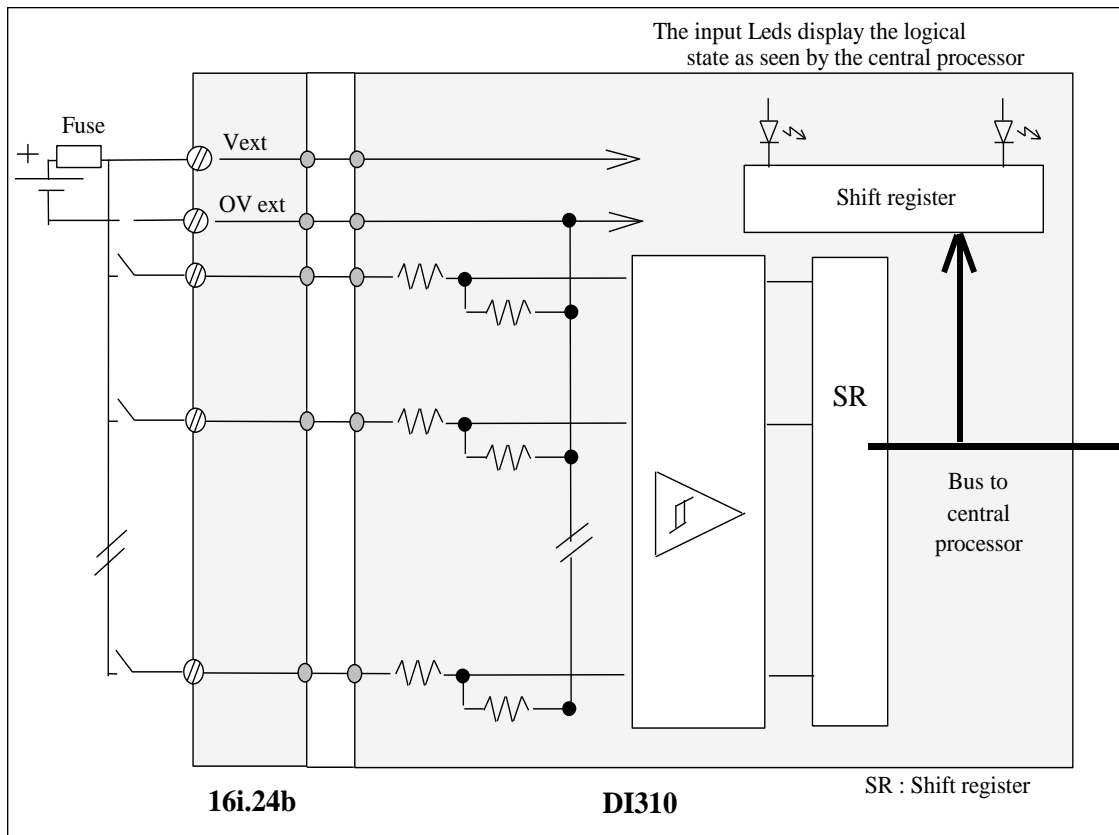 The input Leds display the logical
state as seen by the central processor
Fuse
+
Vext
OV ext
Shift register
SR
Bus to
central
processor
16i.24b
DI310
SR : Shift register